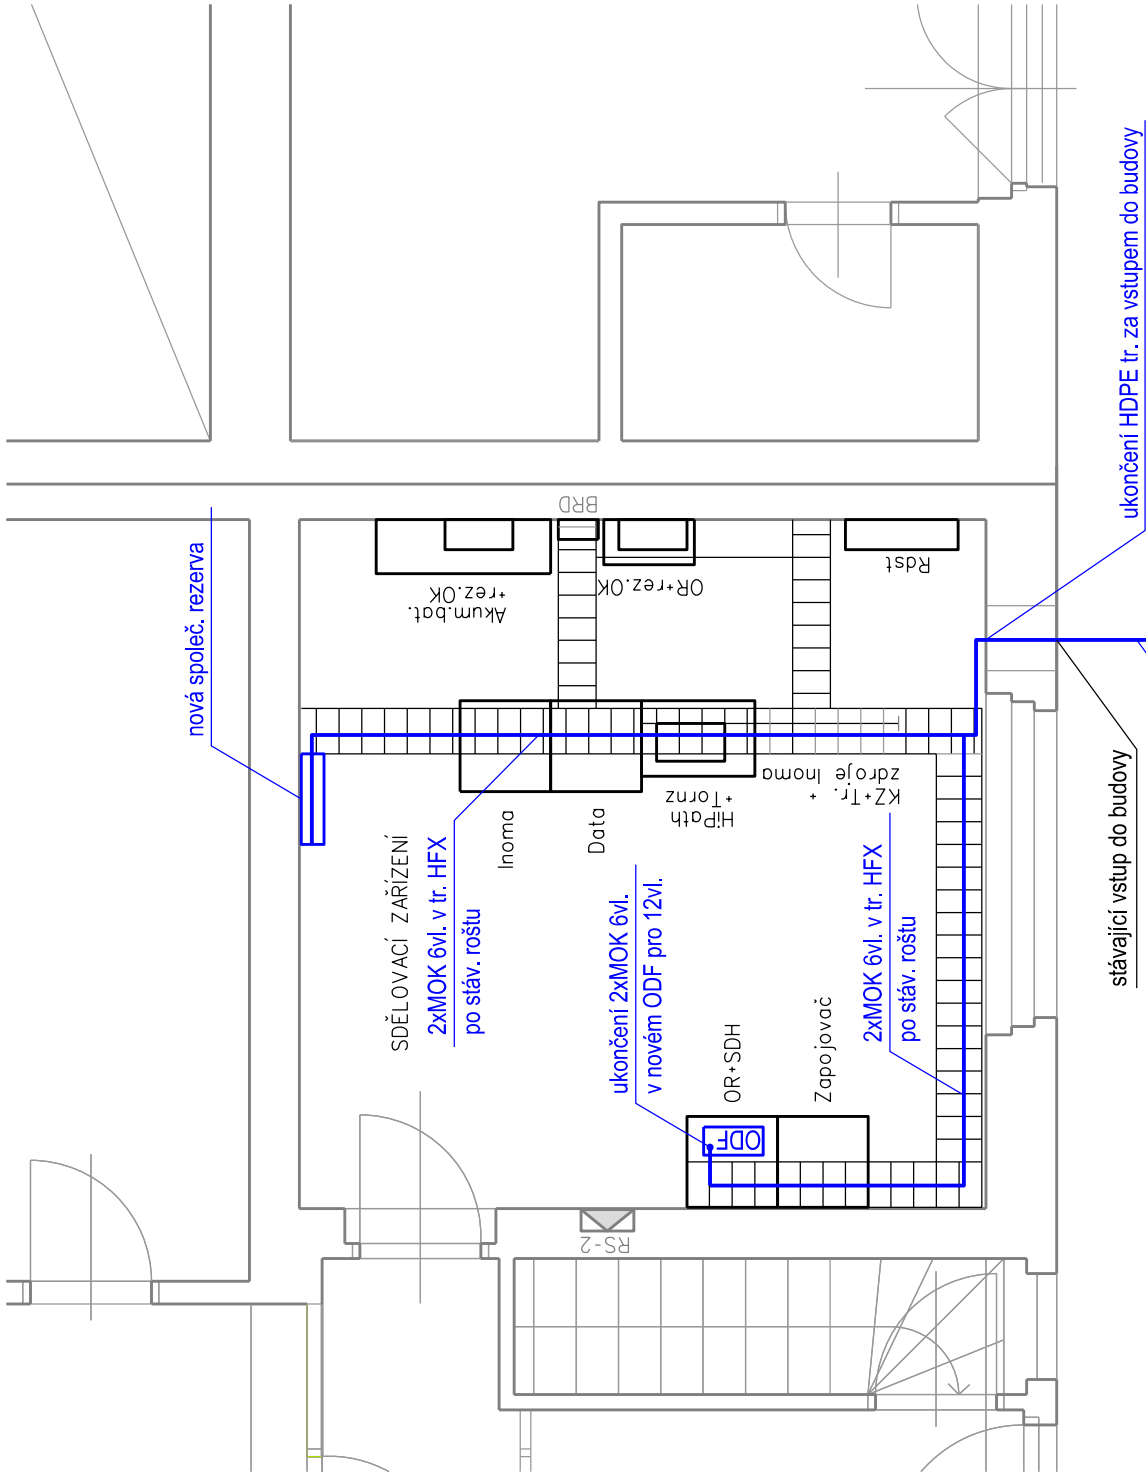 nová společ. rezerva
ukončení HDPE tr. za vstupem do budovy
BRD
Akum.bat.
+rez.OK
OR+rez.OK
Rdst
SDĚLOVACÍ ZAŘÍZENÍ
2xMOK 6vl. v tr. HFX
po stáv. roštu
Inoma
Data
HiPath
+Tornz
KZ+Tr. +
zdroje Inoma
ukončení 2xMOK 6vl.
v novém ODF pro 12vl.
2xMOK 6vl. v tr. HFX
po stáv. roštu
stávající vstup do budovy
OR+SDH
Zapojovač
ODF
RS-2